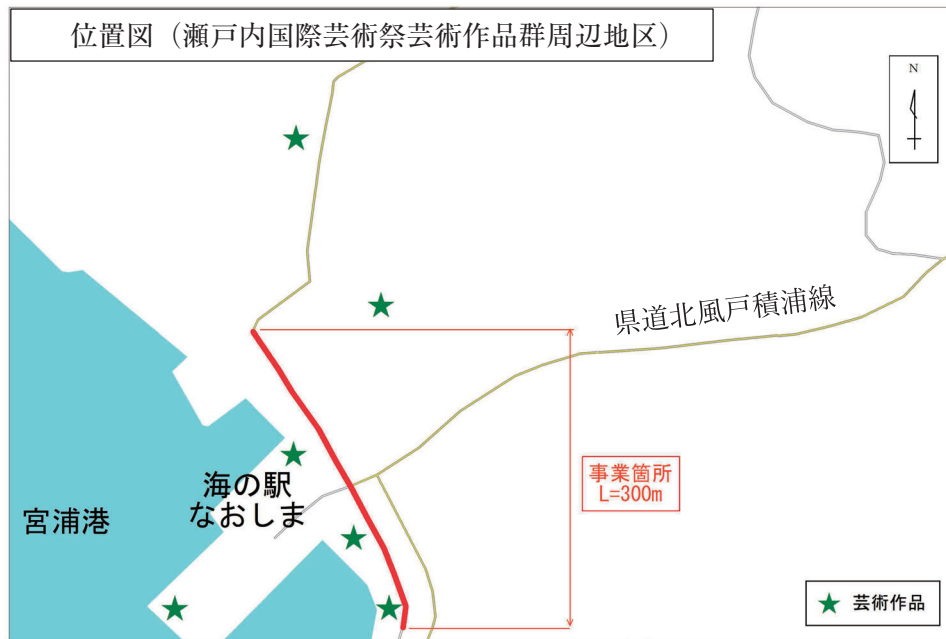 位置図（瀬戸内国際芸術祭芸術作品群周辺地区）
N
県道北風戸積浦線
事業箇所
L=300m
海の駅
なおしま
宮浦港
芸術作品